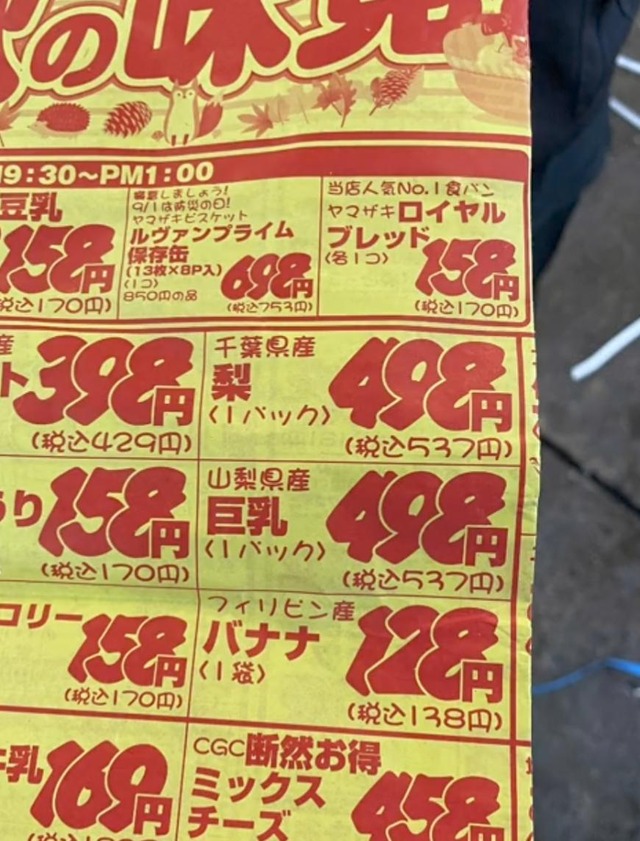 の味覚
9:30～PM1:00
豆乳
158円
(税込170円)
備蓄しましょう!
9/1は防災の日!
ヤマザキビスケット
ルヴァンプライム
保存缶
(13枚×8P入)
(1コ)
850円の品
698円
(税込753円)
当店人気No.1食パン
ヤマザキロイヤル
ブレッド
(各1コ)
158円
(税込170円)
産
ト
398円
(税込429円)
千葉県産
梨
(1パック)
498円
(税込537円)
うり
158円
(税込170円)
山梨県産
巨乳
(1パック)
498円
(税込537円)
コリー
158円
(税込170円)
フィリピン産
バナナ
(1袋)
128円
(税込138円)
乳
169円
CGC断然お得
ミックス
チーズ
458円